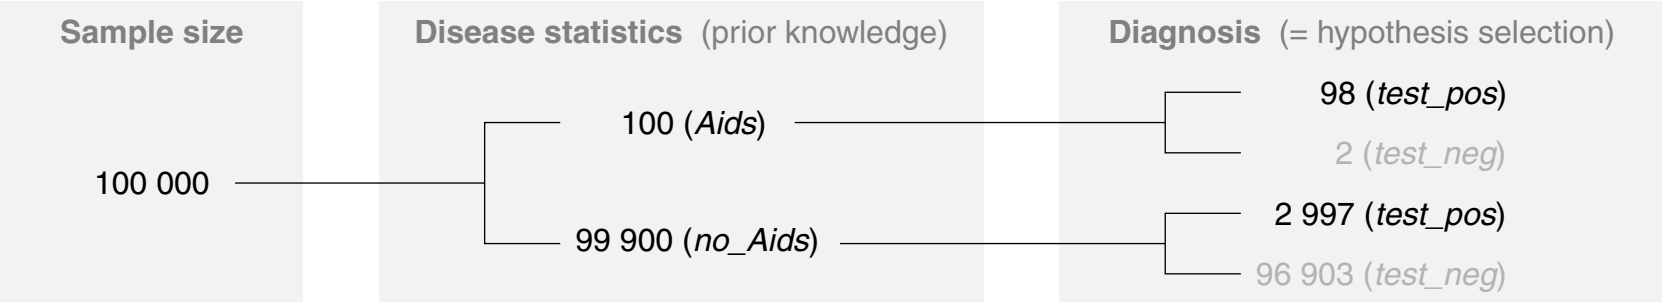 Sample size
Disease statistics (prior knowledge)
Diagnosis (= hypothesis selection)
100 000
100 (Aids)
99 900 (no_Aids)
98 (test_pos)
2 (test_neg)
2 997 (test_pos)
96 903 (test_neg)